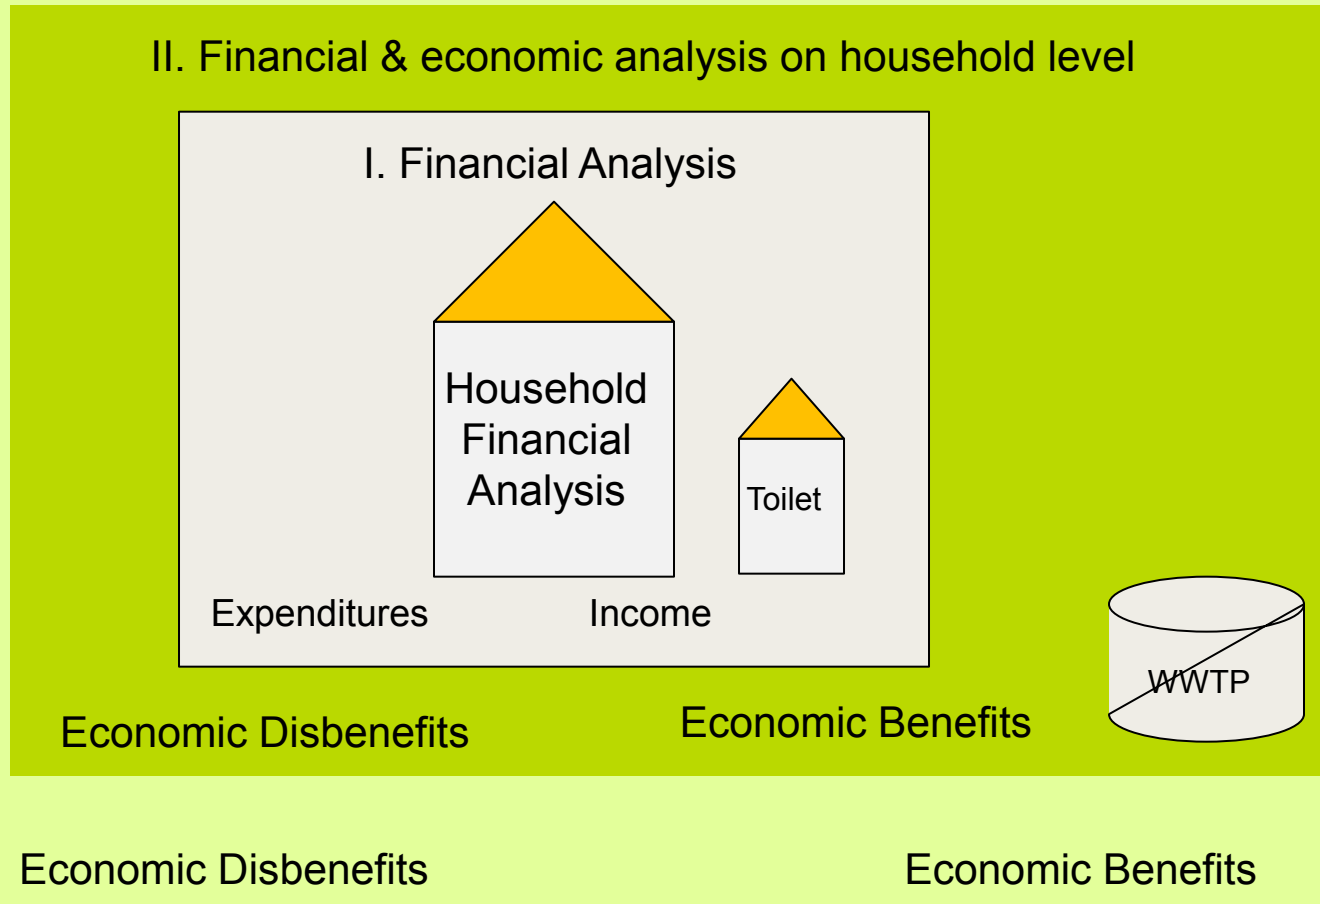 II. Financial & economic analysis on household level
I. Financial Analysis
Household
Financial
Analysis
Toilet
Expenditures Income
WWTP
Economic Disbenefits Economic Benefits
Economic Disbenefits Economic Benefits